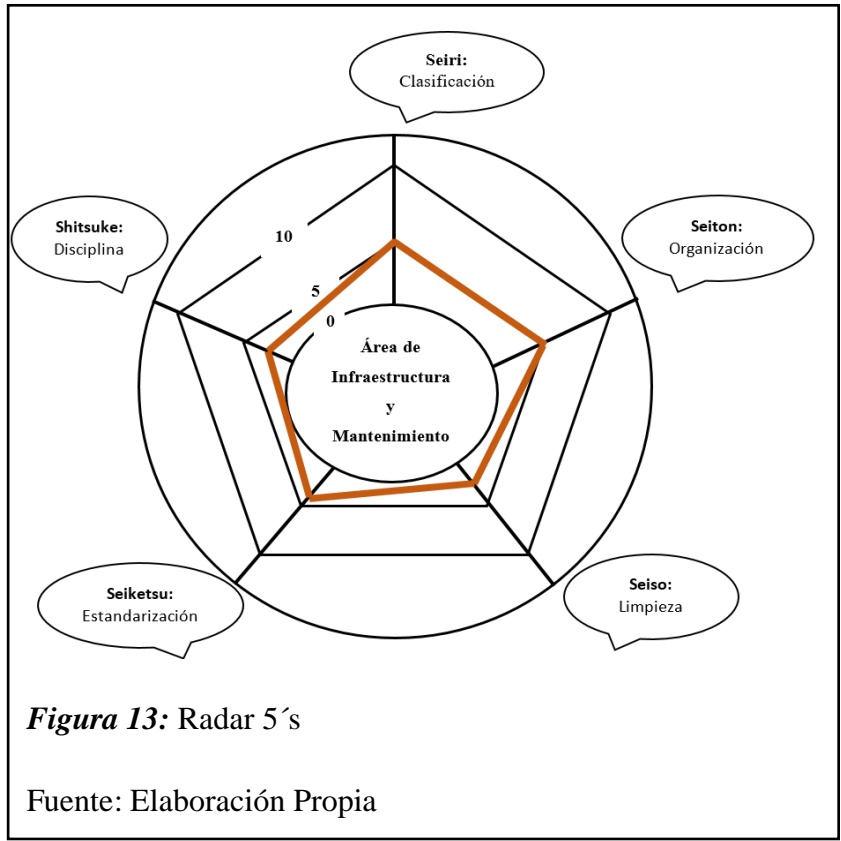 Seiri:
Clasificación
Shitsuke:
Disciplina
Seiton:
Organización
10
5
0
Área de
Infraestructura
y
Mantenimiento
Seiketsu:
Estandarización
Seiso:
Limpieza
Figura 13: Radar 5´s
Fuente: Elaboración Propia